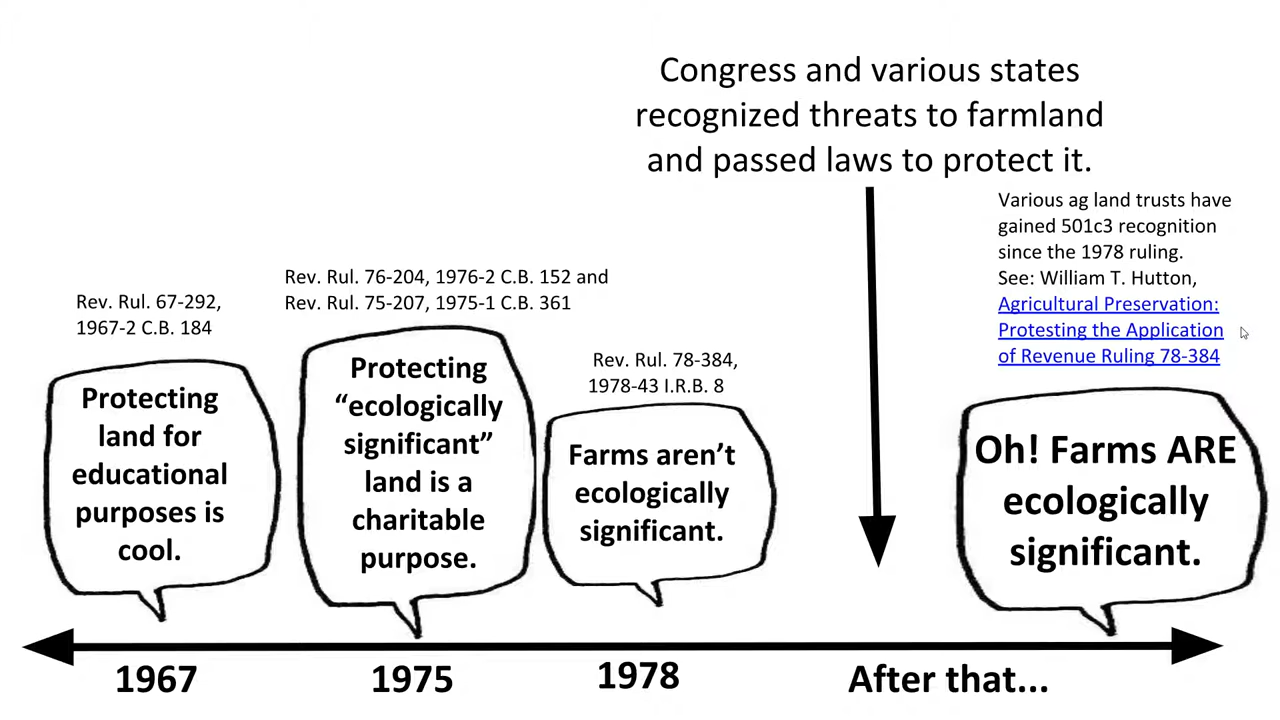 Congress and various states
recognized threats to farmland
and passed laws to protect it.
Various ag land trusts have
gained 501c3 recognition
since the 1978 ruling.
See: William T. Hutton,
Agricultural Preservation:
Protesting the Application
of Revenue Ruling 78-384
Rev. Rul. 67-292,
1967-2 C.B. 184
Rev. Rul. 76-204, 1976-2 C.B. 152 and
Rev. Rul. 75-207, 1975-1 C.B. 361
Rev. Rul. 78-384,
1978-43 I.R.B. 8
Protecting
land for
educational
purposes is
cool.
Protecting
“ecologically
significant”
land is a
charitable
purpose.
Farms aren’t
ecologically
significant.
Oh! Farms ARE
ecologically
significant.
1967
1975
1978
After that...